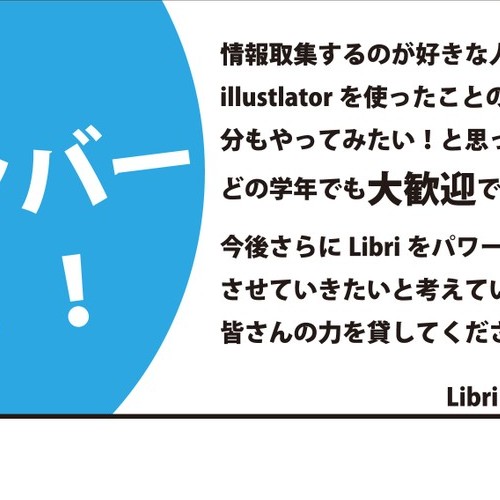 ンバー
！
情報取集するのが好きな人
illustlator を使ったことの
分もやってみたい！と思っ
どの学年でも大歓迎で
今後さらに Libri をパワー
させていきたいと考えてい
皆さんの力を貸してくださ
Libri